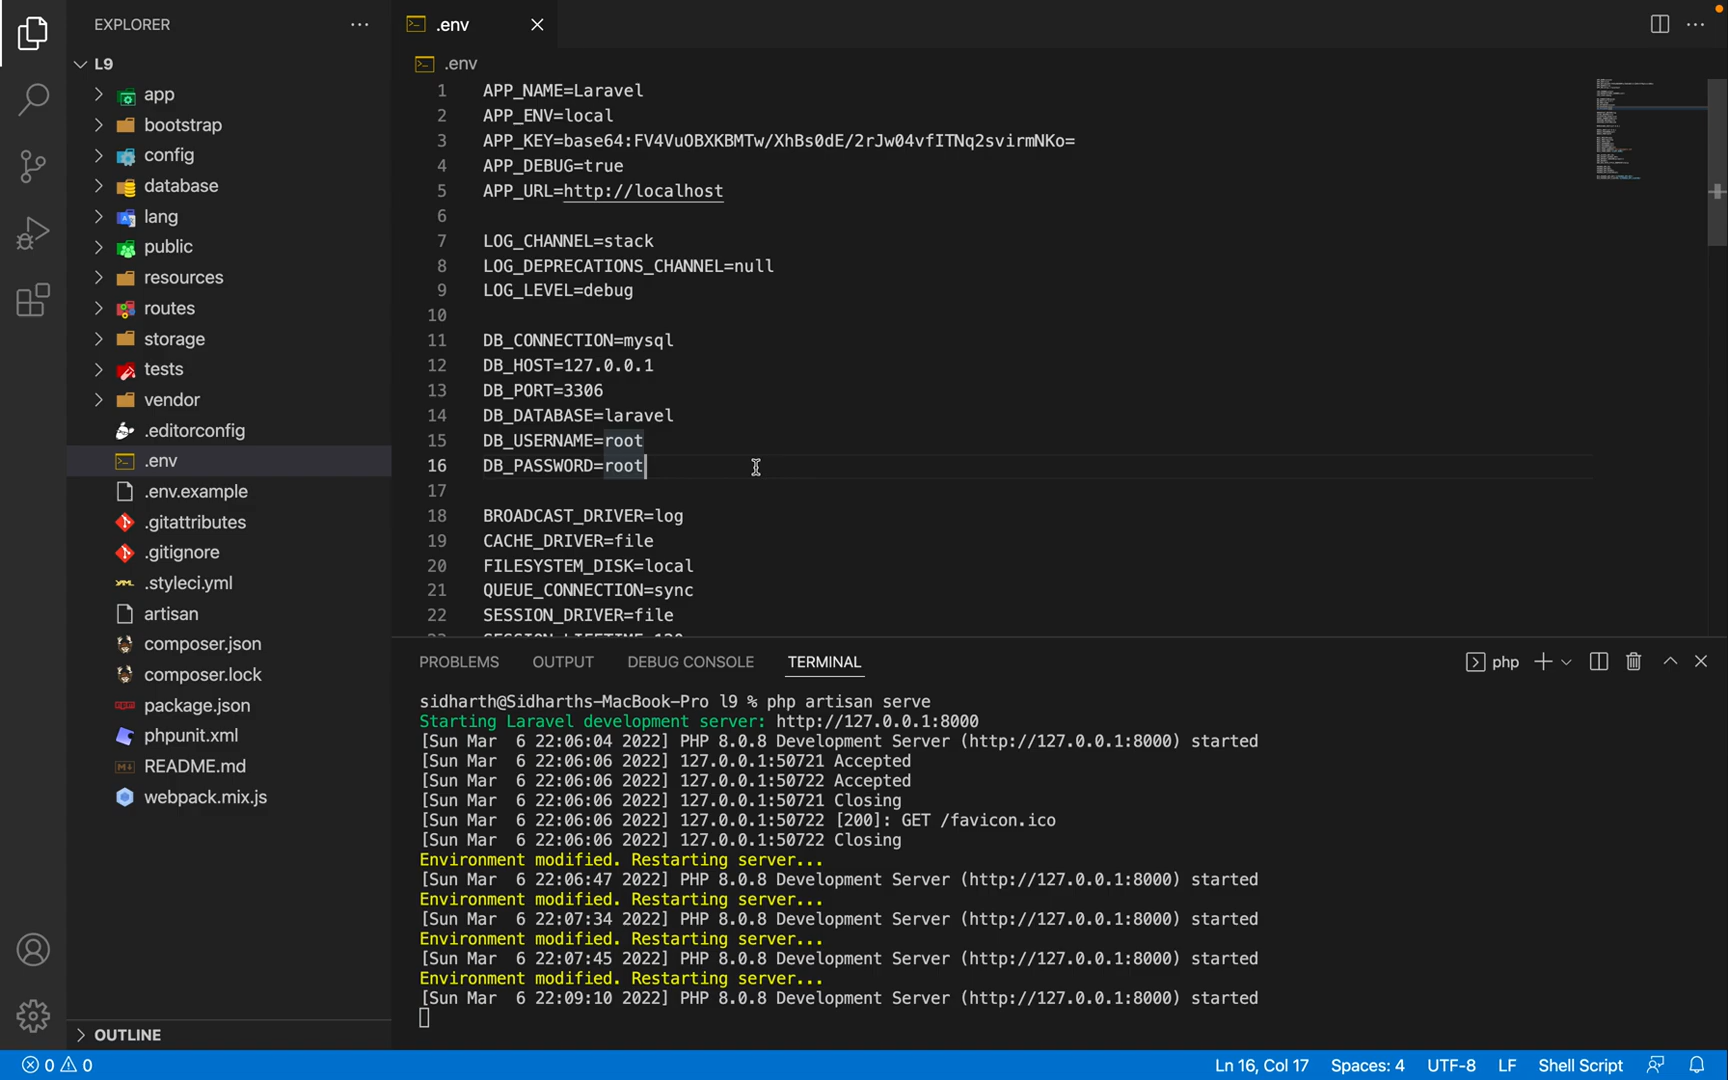 EXPLORER
L9
app
bootstrap
config
database
lang
public
resources
routes
storage
tests
vendor
.editorconfig
.env
.env.example
.gitattributes
.gitignore
.styleci.yml
artisan
composer.json
composer.lock
package.json
phpunit.xml
README.md
webpack.mix.js
OUTLINE
.env
.env
1 APP_NAME=Laravel
2 APP_ENV=local
3 APP_KEY=base64:FV4VuOBXKBMTw/XhBs0dE/2rJw04vfITNq2svirmNKo=
4 APP_DEBUG=true
5 APP_URL=http://localhost
6
7 LOG_CHANNEL=stack
8 LOG_DEPRECATIONS_CHANNEL=null
9 LOG_LEVEL=debug
10
11 DB_CONNECTION=mysql
12 DB_HOST=127.0.0.1
13 DB_PORT=3306
14 DB_DATABASE=laravel
15 DB_USERNAME=root
16 DB_PASSWORD=root
17
18 BROADCAST_DRIVER=log
19 CACHE_DRIVER=file
20 FILESYSTEM_DISK=local
21 QUEUE_CONNECTION=sync
22 SESSION_DRIVER=file
PROBLEMS OUTPUT DEBUG CONSOLE TERMINAL php
sidharth@Sidharths-MacBook-Pro l9 % php artisan serve
Starting Laravel development server: http://127.0.0.1:8000
[Sun Mar  6 22:06:04 2022] PHP 8.0.8 Development Server (http://127.0.0.1:8000) started
[Sun Mar  6 22:06:06 2022] 127.0.0.1:50721 Accepted
[Sun Mar  6 22:06:06 2022] 127.0.0.1:50722 Accepted
[Sun Mar  6 22:06:06 2022] 127.0.0.1:50721 Closing
[Sun Mar  6 22:06:06 2022] 127.0.0.1:50722 [200]: GET /favicon.ico
[Sun Mar  6 22:06:06 2022] 127.0.0.1:50722 Closing
Environment modified. Restarting server...
[Sun Mar  6 22:06:47 2022] PHP 8.0.8 Development Server (http://127.0.0.1:8000) started
Environment modified. Restarting server...
[Sun Mar  6 22:07:34 2022] PHP 8.0.8 Development Server (http://127.0.0.1:8000) started
Environment modified. Restarting server...
[Sun Mar  6 22:07:45 2022] PHP 8.0.8 Development Server (http://127.0.0.1:8000) started
Environment modified. Restarting server...
[Sun Mar  6 22:09:10 2022] PHP 8.0.8 Development Server (http://127.0.0.1:8000) started
0 0 Ln 16, Col 17 Spaces: 4 UTF-8 LF Shell Script